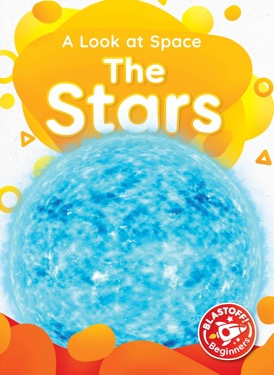 A Look at Space
The
Stars
BLASTOFF!
Beginners